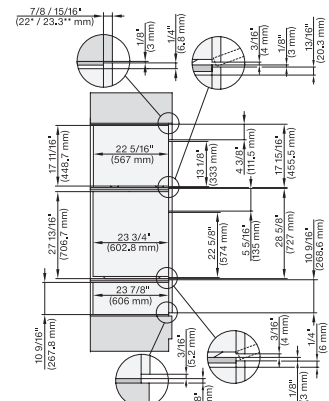 7/8 / 15/16"
(22* / 23.3** mm)
1/8"
(3 mm)
1/4"
(6.8 mm)
3/16"
(4 mm)
1/8"
(3 mm)
13/16"
(20.3 mm)
17 11/16"
(448.7 mm)
22 5/16"
(567 mm)
13 1/8"
(333 mm)
4 3/8"
(111.5 mm)
17 15/16"
(455.5 mm)
27 13/16"
(706.7 mm)
23 3/4"
(602.8 mm)
22 5/8"
(574 mm)
5 5/16"
(135 mm)
28 5/8"
(727 mm)
10 9/16"
(268.6 mm)
23 7/8"
(606 mm)
10 9/16"
(267.8 mm)
3/16"
(5.2 mm)
3/16"
(4 mm)
1/4"
(6 mm)
1/8"